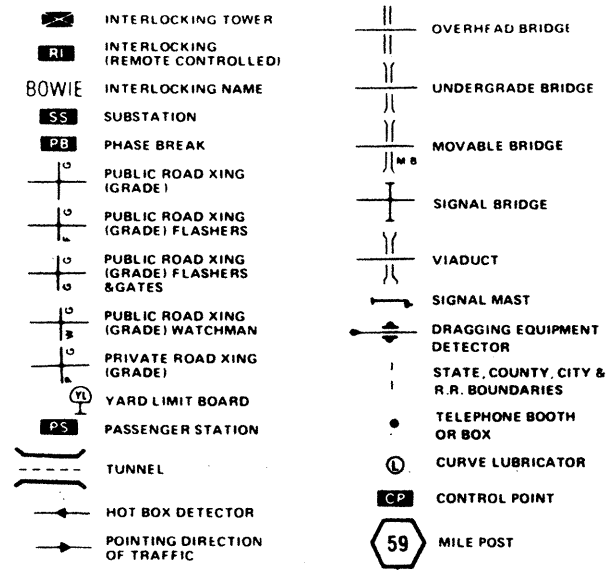 INTERLOCKING TOWER
RI
INTERLOCKING
(REMOTE CONTROLLED)
BOWIE
INTERLOCKING NAME
SS
SUBSTATION
PB
PHASE BREAK
G
PUBLIC ROAD XING
(GRADE)
G
F
PUBLIC ROAD XING
(GRADE) FLASHERS
G
G
PUBLIC ROAD XING
(GRADE) FLASHERS
&GATES
G
W
PUBLIC ROAD XING
(GRADE) WATCHMAN
G
P
PRIVATE ROAD XING
(GRADE)
YL
YARD LIMIT BOARD
PS
PASSENGER STATION
TUNNEL
HOT BOX DETECTOR
POINTING DIRECTION
OF TRAFFIC
OVERHEAD BRIDGE
UNDERGRADE BRIDGE
MB
MOVABLE BRIDGE
SIGNAL BRIDGE
VIADUCT
SIGNAL MAST
DRAGGING EQUIPMENT
DETECTOR
STATE, COUNTY, CITY &
R.R. BOUNDARIES
TELEPHONE BOOTH
OR BOX
L
CURVE LUBRICATOR
CP
CONTROL POINT
59
MILE POST